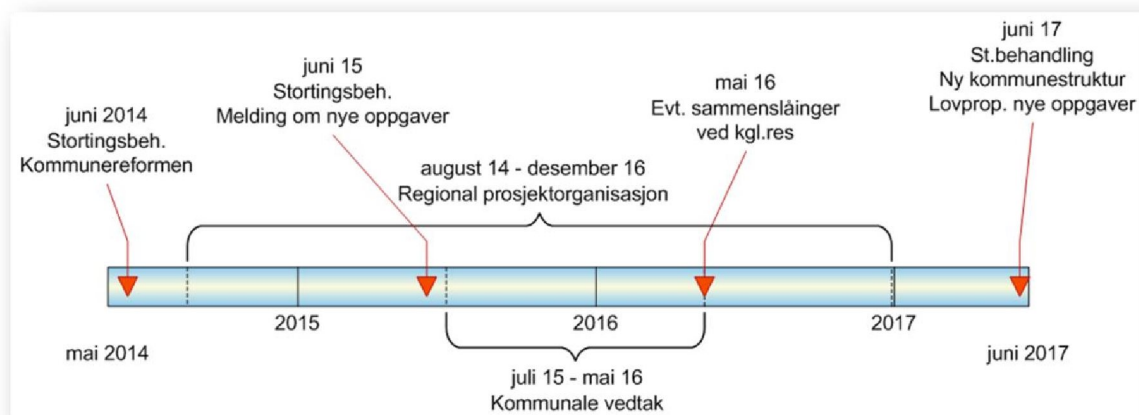 juni 2014
Stortingsbeh.
Kommunereformen
juni 15
Stortingsbeh.
Melding om nye oppgaver
august 14 - desember 16
Regional prosjektorganisasjon
mai 16
Evt. sammenslåinger
ved kgl.res
juni 17
St.behandling
Ny kommunestruktur
Lovprop. nye oppgaver
2015
2016
2017
mai 2014
juni 2017
juli 15 - mai 16
Kommunale vedtak